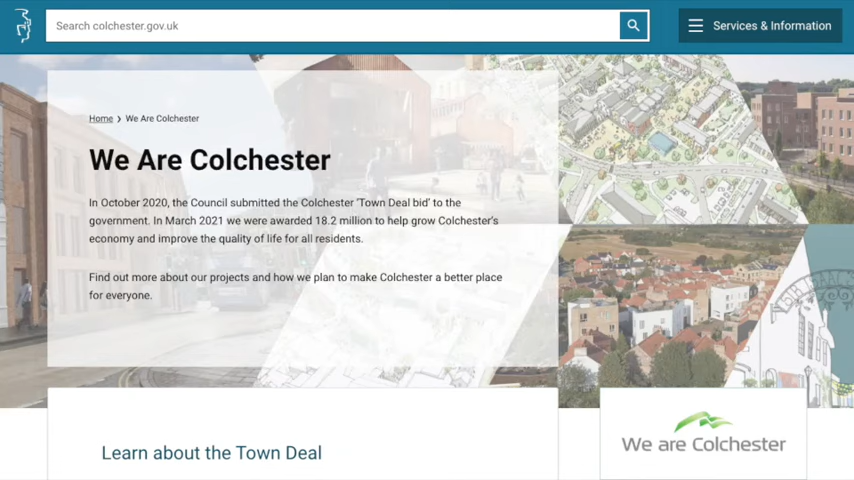 Search colchester.gov.uk
Services & Information
Home ❯ We Are Colchester
We Are Colchester
In October 2020, the Council submitted the Colchester 'Town Deal bid' to the
government. In March 2021 we were awarded 18.2 million to help grow Colchester's
economy and improve the quality of life for all residents.
Find out more about our projects and how we plan to make Colchester a better place
for everyone.
Learn about the Town Deal
We are Colchester